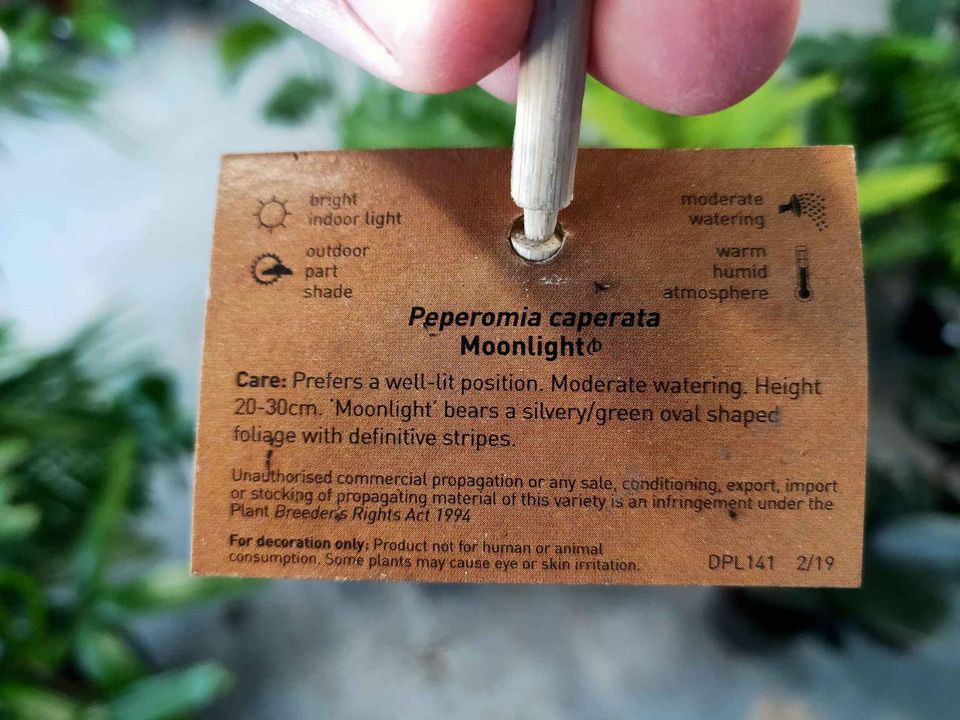 bright
indoor light
outdoor
part
shade
moderate
watering
warm
humid
atmosphere
Peperomia caperata
Moonlight
Care: Prefers a well-lit position. Moderate watering. Height
20-30cm. 'Moonlight' bears a silvery/green oval shaped
foliage with definitive stripes.
Unauthorised commercial propagation or any sale, conditioning, export, import
or stocking of propagating material of this variety is an infringement under the
Plant Breeder's Rights Act 1994
For decoration only: Product not for human or animal
consumption. Some plants may cause eye or skin irritation.
DPL141 2/19